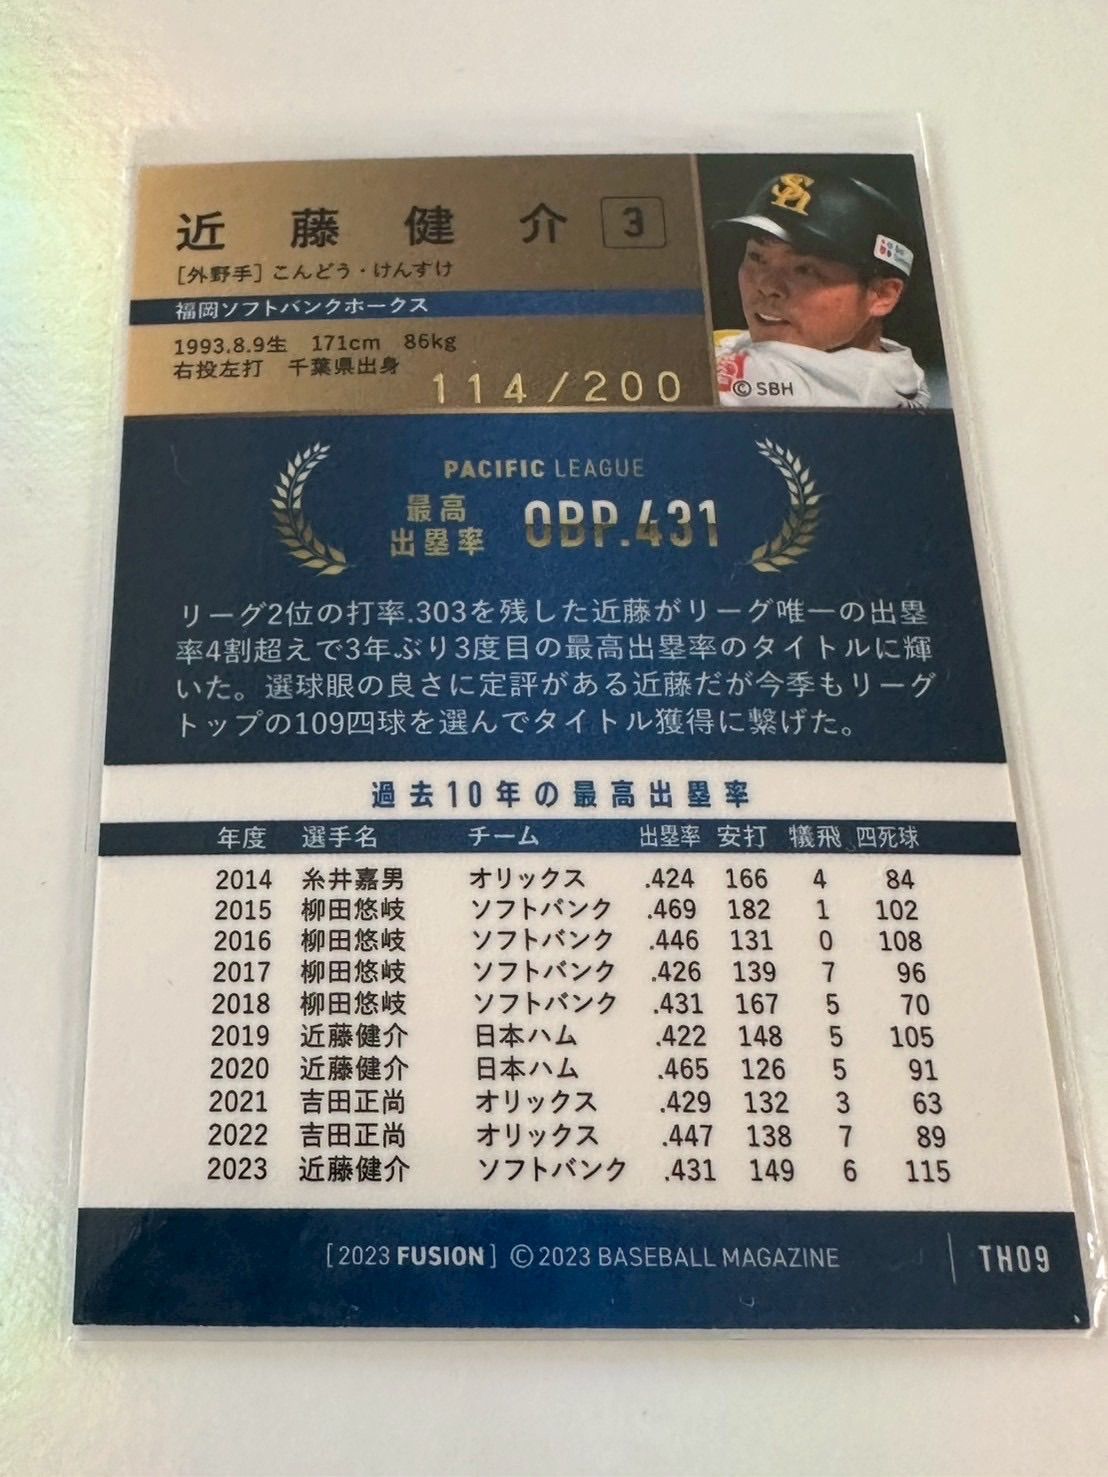 近藤健介 3
[外野手] こんどう・けんすけ
福岡ソフトバンクホークス
1993.8.9生 171cm 86kg
右投左打 千葉県出身
114/200
SH
©SBH
PACIFIC LEAGUE
最高
出塁率 OBP.431
リーグ2位の打率.303を残した近藤がリーグ唯一の出塁
率4割超えで3年ぶり3度目の最高出塁率のタイトルに輝
いた。選球眼の良さに定評がある近藤だが今季もリーグ
トップの109四球を選んでタイトル獲得に繋げた。
過去10年の最高出塁率
年度 選手名 チーム 出塁率 安打 犠飛 四死球
2014 糸井嘉男 オリックス .424 166 4 84
2015 柳田悠岐 ソフトバンク .469 182 1 102
2016 柳田悠岐 ソフトバンク .446 131 0 108
2017 柳田悠岐 ソフトバンク .426 139 7 96
2018 柳田悠岐 ソフトバンク .431 167 5 70
2019 近藤健介 日本ハム .422 148 5 105
2020 近藤健介 日本ハム .465 126 5 91
2021 吉田正尚 オリックス .429 132 3 63
2022 吉田正尚 オリックス .447 138 7 89
2023 近藤健介 ソフトバンク .431 149 6 115
[2023 FUSION] © 2023 BASEBALL MAGAZINE
TH09